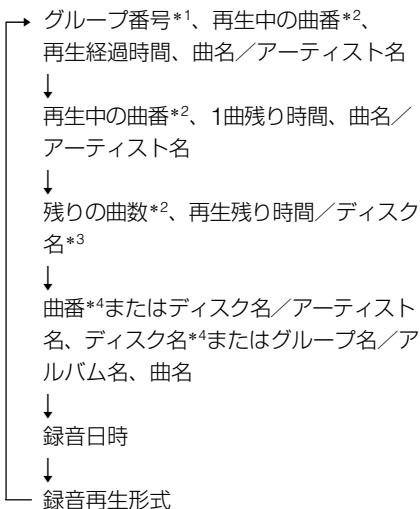 グループ番号*1、再生中の曲番*2、
再生経過時間、曲名／アーティスト名
↓
再生中の曲番*2、1曲残り時間、曲名／
アーティスト名
↓
残りの曲数*2、再生残り時間／ディスク
名*3
↓
曲番*4またはディスク名／アーティスト
名、ディスク名*4またはグループ名／ア
ルバム名、曲名
↓
録音日時
↓
録音再生形式